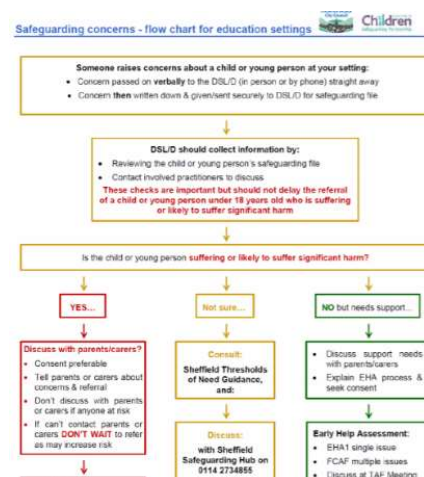 Safeguarding concerns - flow chart for education settings
City Council
Children
Someone raises concerns about a child or young person at your setting:
• Concern passed on verbally to the DSL/D (in person or by phone) straight away
• Concern then written down & given/sent securely to DSL/D for safeguarding file
DSL/D should collect information by:
• Reviewing the child or young person's safeguarding file
• Contact involved practitioners to discuss
These checks are important but should not delay the referral
of a child or young person under 18 years old who is suffering
or likely to suffer significant harm
Is the child or young person suffering or likely to suffer significant harm?
YES...
Not sure...
NO but needs support...
Discuss with parents/carers?
• Consent preferable
• Tell parents or carers about
concerns & referral
• Don't discuss with parents
or carers if anyone at risk
• If can't contact parents or
carers DON'T WAIT to refer
as may increase risk
Consult:
Sheffield Thresholds
of Need Guidance,
and:
Discuss:
with Sheffield
Safeguarding Hub on
0114 2734855
• Discuss support needs
with parents/carers
• Explain EHA process &
seek consent
Early Help Assessment:
• EHA1 single issue
• FCAF multiple issues
• Discuss at TAF Meeting